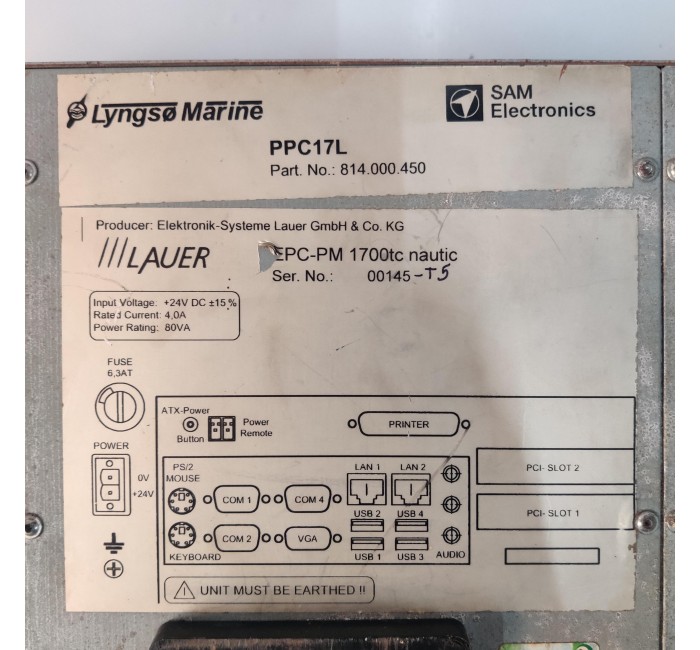 Lyngsø Marine
SAM
Electronics
PPC17L
Part. No.: 814.000.450
Producer: Elektronik-Systeme Lauer GmbH & Co. KG
LAUER
EPC-PM 1700tc nautic
Ser. No.: 00145-T5
Input Voltage: +24V DC ±15%
Rated Current: 4,0A
Power Rating: 80VA
FUSE
6,3AT
POWER
0V
+24V
ATX-Power
Button
Power
Remote
PRINTER
PS/2
MOUSE
COM 1
COM 4
LAN 1
LAN 2
USB 2
USB 4
COM 2
VGA
KEYBOARD
USB 1
USB 3
AUDIO
PCI- SLOT 2
PCI- SLOT 1
UNIT MUST BE EARTHED !!